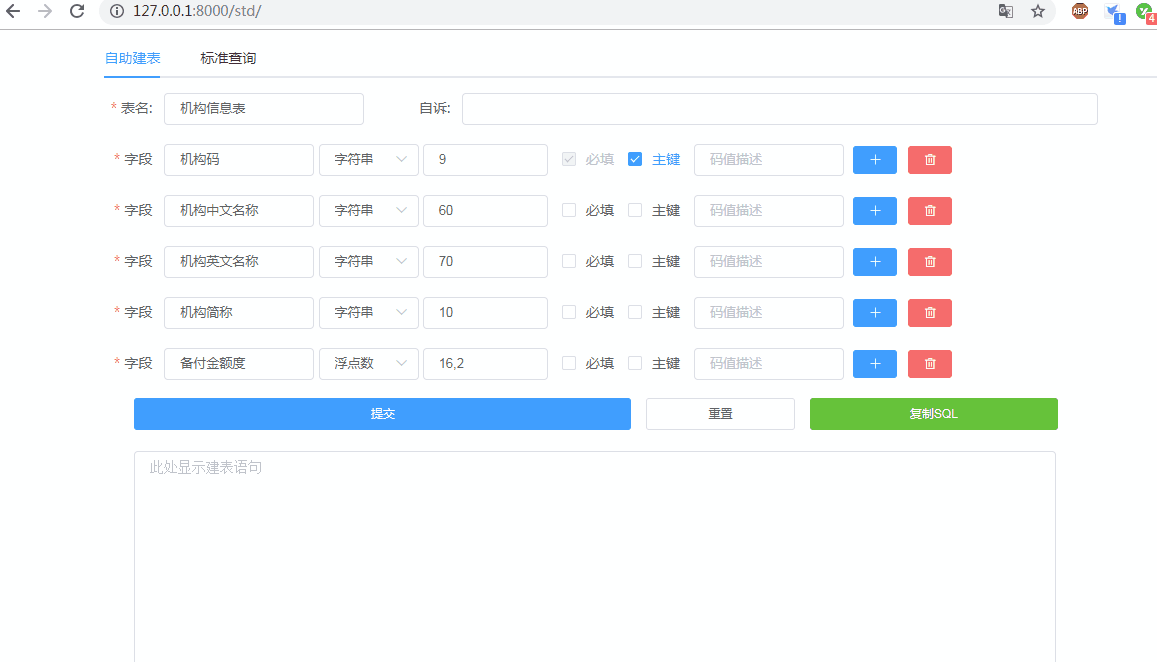 127.0.0.1:8000/std/
ABP
!
4
自助建表 标准查询
* 表名: 机构信息表 自诉:
* 字段 机构码 字符串 9 必填 主键 码值描述
* 字段 机构中文名称 字符串 60 必填 主键 码值描述
* 字段 机构英文名称 字符串 70 必填 主键 码值描述
* 字段 机构简称 字符串 10 必填 主键 码值描述
* 字段 备付金额度 浮点数 16,2 必填 主键 码值描述
提交 重置 复制SQL
此处显示建表语句